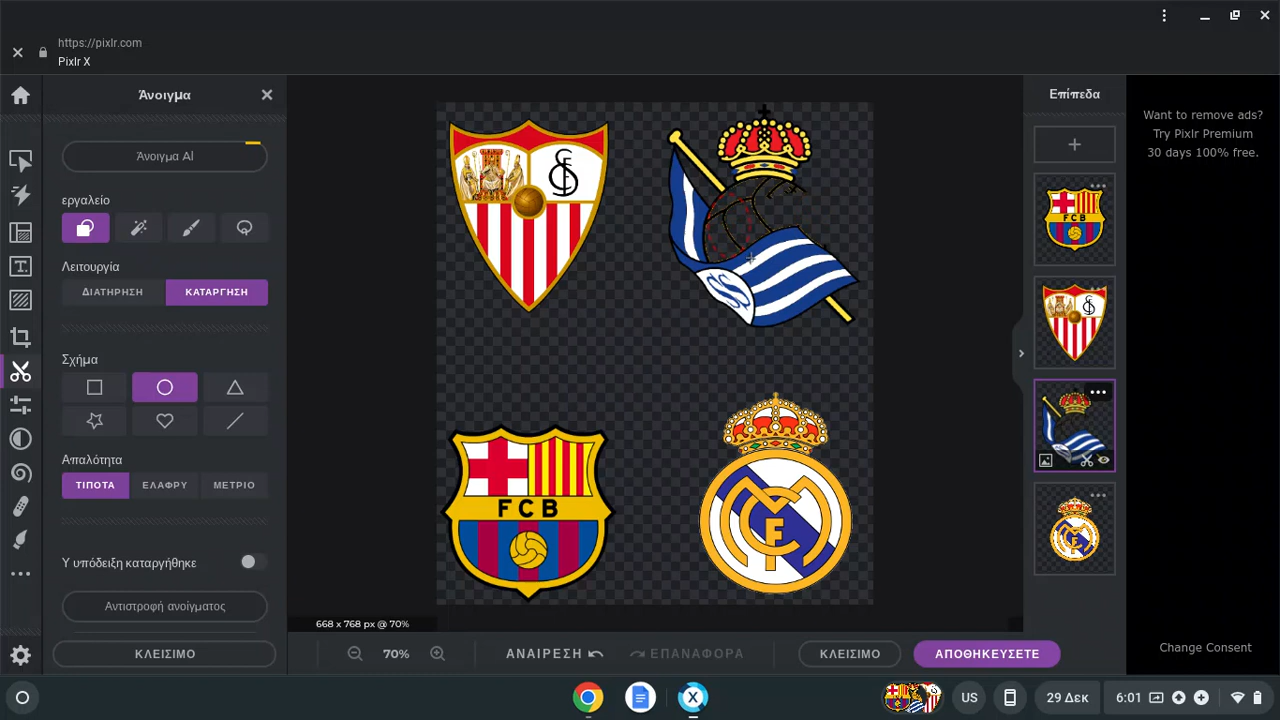 https://pixlr.com
Pixlr X
Άνοιγμα
Άνοιγμα AI
εργαλείο
Λειτουργία
ΔΙΑΤΗΡΗΣΗ
ΚΑΤΑΡΓΗΣΗ
Σχήμα
Απαλότητα
ΤΙΠΟΤΑ
ΕΛΑΦΡΥ
ΜΕΤΡΙΟ
Υ υπόδειξη καταργήθηκε
Αντιστροφή ανοίγματος
ΚΛΕΙΣΙΜΟ
FCB
668 x 768 px @ 70%
70%
ΑΝΑΙΡΕΣΗ
ΕΠΑΝΑΦΟΡΑ
ΚΛΕΙΣΙΜΟ
ΑΠΟΘΗΚΕΥΣΕΤΕ
Επίπεδα
FCB
Want to remove ads?
Try Pixlr Premium
30 days 100% free.
Change Consent
US
29 Δεκ
6:01